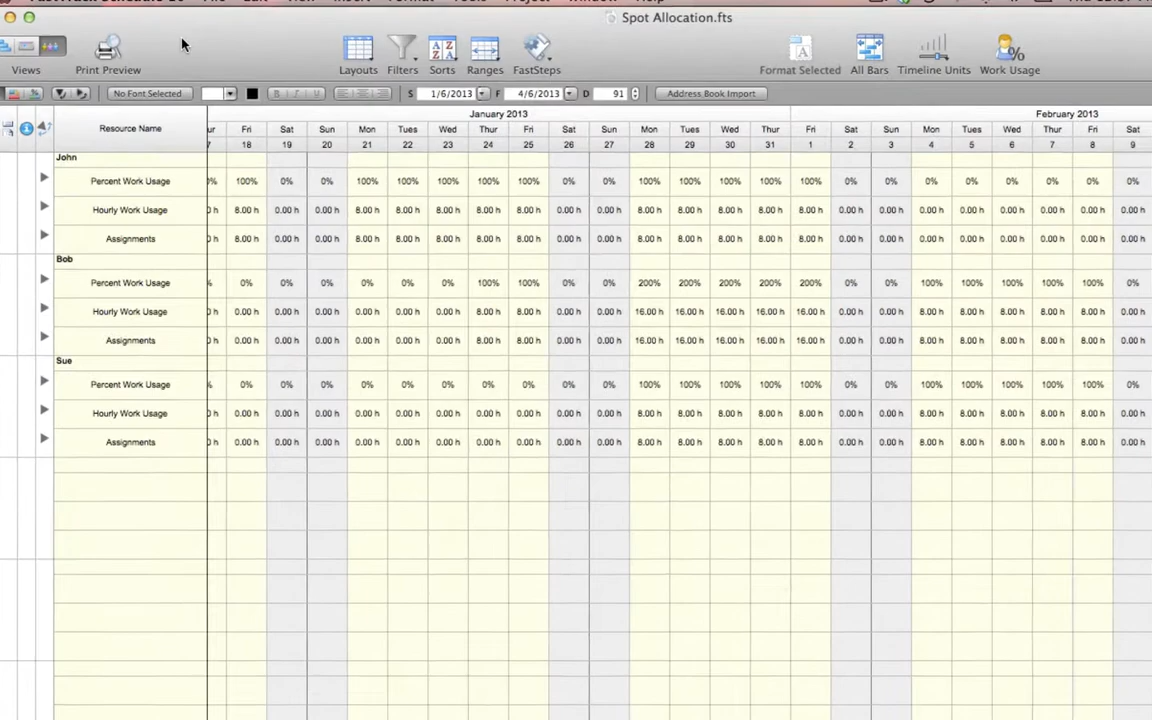 FastTrack Schedule 10 File Edit View Insert Format Tools Project Window Help
Spot Allocation.fts
Views Print Preview Layouts Filters Sorts Ranges FastSteps Format Selected All Bars Timeline Units Work Usage
No Font Selected B I U S 1/6/2013 F 4/6/2013 D 91 Address Book Import
January 2013 February 2013
Resource Name Fri Sat Sun Mon Tues Wed Thur Fri Sat Sun Mon Tues Wed Thur Fri Sat Sun Mon Tues Wed Thur Fri Sat
18 19 20 21 22 23 24 25 26 27 28 29 30 31 1 2 3 4 5 6 7 8 9
John
Percent Work Usage 100% 0% 0% 100% 100% 100% 100% 100% 0% 0% 100% 100% 100% 100% 100% 0% 0% 0% 0% 0% 0% 0% 0%
Hourly Work Usage 8.00 h 0.00 h 0.00 h 8.00 h 8.00 h 8.00 h 8.00 h 8.00 h 0.00 h 0.00 h 8.00 h 8.00 h 8.00 h 8.00 h 8.00 h 0.00 h 0.00 h 0.00 h 0.00 h 0.00 h 0.00 h 0.00 h 0.00 h
Assignments 8.00 h 0.00 h 0.00 h 8.00 h 8.00 h 8.00 h 8.00 h 8.00 h 0.00 h 0.00 h 8.00 h 8.00 h 8.00 h 8.00 h 8.00 h 0.00 h 0.00 h 0.00 h 0.00 h 0.00 h 0.00 h 0.00 h 0.00 h
Bob
Percent Work Usage 0% 0% 0% 0% 0% 0% 100% 100% 0% 0% 200% 200% 200% 200% 200% 0% 0% 100% 100% 100% 100% 100% 0%
Hourly Work Usage 0.00 h 0.00 h 0.00 h 0.00 h 0.00 h 0.00 h 8.00 h 8.00 h 0.00 h 0.00 h 16.00 h 16.00 h 16.00 h 16.00 h 16.00 h 0.00 h 0.00 h 8.00 h 8.00 h 8.00 h 8.00 h 8.00 h 0.00 h
Assignments 0.00 h 0.00 h 0.00 h 0.00 h 0.00 h 0.00 h 8.00 h 8.00 h 0.00 h 0.00 h 16.00 h 16.00 h 16.00 h 16.00 h 16.00 h 0.00 h 0.00 h 8.00 h 8.00 h 8.00 h 8.00 h 8.00 h 0.00 h
Sue
Percent Work Usage 0% 0% 0% 0% 0% 0% 0% 0% 0% 0% 100% 100% 100% 100% 100% 0% 0% 100% 100% 100% 100% 100% 0%
Hourly Work Usage 0.00 h 0.00 h 0.00 h 0.00 h 0.00 h 0.00 h 0.00 h 0.00 h 0.00 h 0.00 h 8.00 h 8.00 h 8.00 h 8.00 h 8.00 h 0.00 h 0.00 h 8.00 h 8.00 h 8.00 h 8.00 h 8.00 h 0.00 h
Assignments 0.00 h 0.00 h 0.00 h 0.00 h 0.00 h 0.00 h 0.00 h 0.00 h 0.00 h 0.00 h 8.00 h 8.00 h 8.00 h 8.00 h 8.00 h 0.00 h 0.00 h 8.00 h 8.00 h 8.00 h 8.00 h 8.00 h 0.00 h